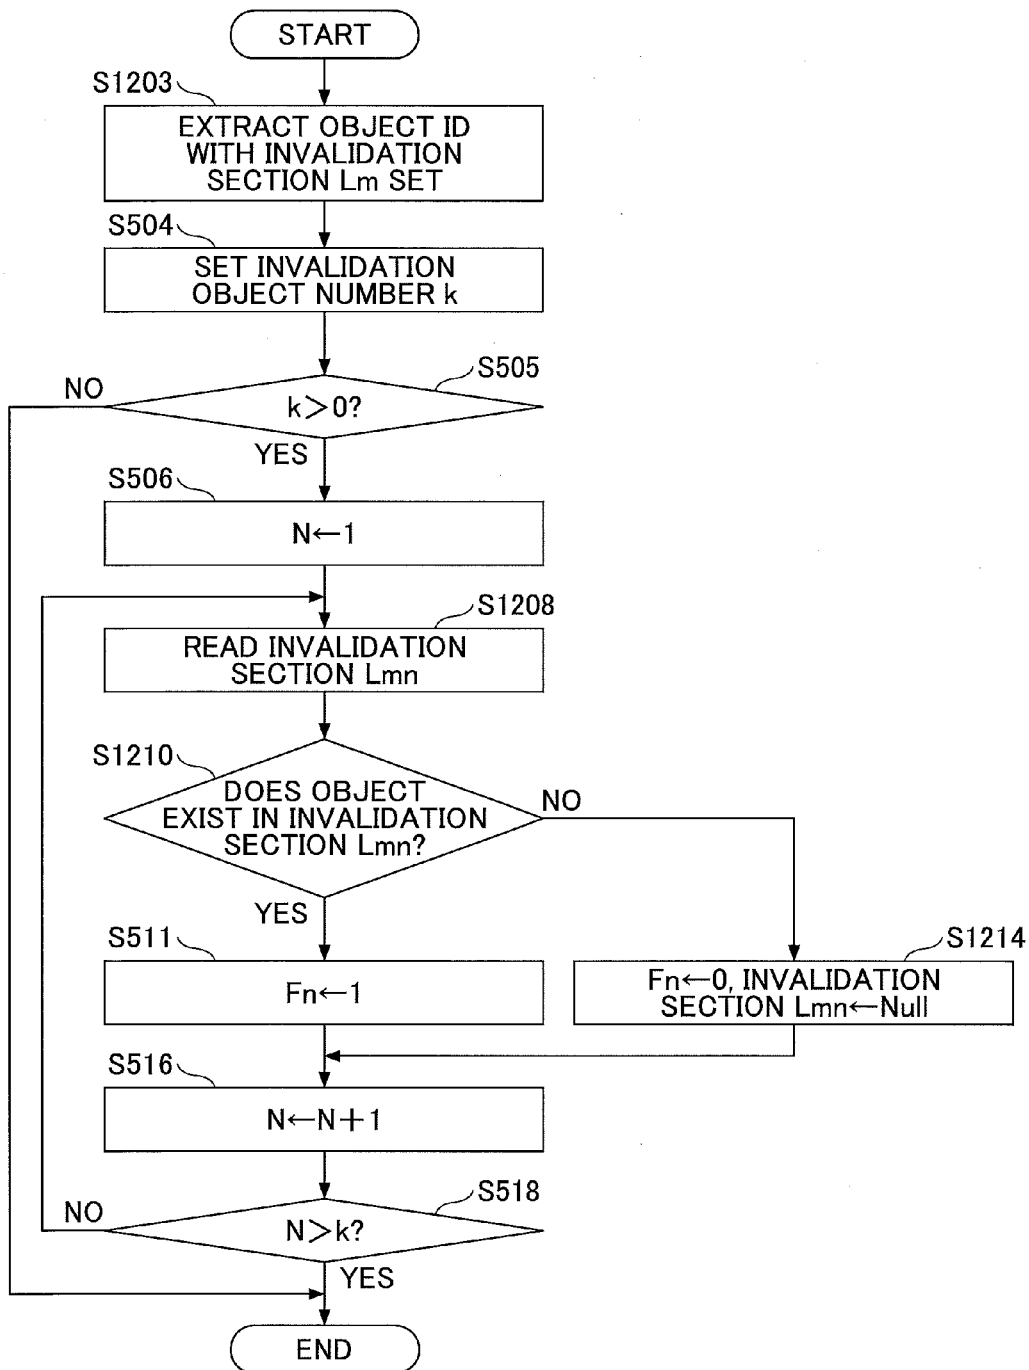 START
S1203
EXTRACT OBJECT ID
WITH INVALIDATION
SECTION Lm SET
S504
SET INVALIDATION
OBJECT NUMBER k
S505
NO
k>0?
YES
S506
N←1
S1208
READ INVALIDATION
SECTION Lmn
S1210
DOES OBJECT
EXIST IN INVALIDATION
SECTION Lmn?
NO
YES
S511
Fn←1
S1214
Fn←0, INVALIDATION
SECTION Lmn←Null
S516
N←N+1
S518
NO
N>k?
YES
END